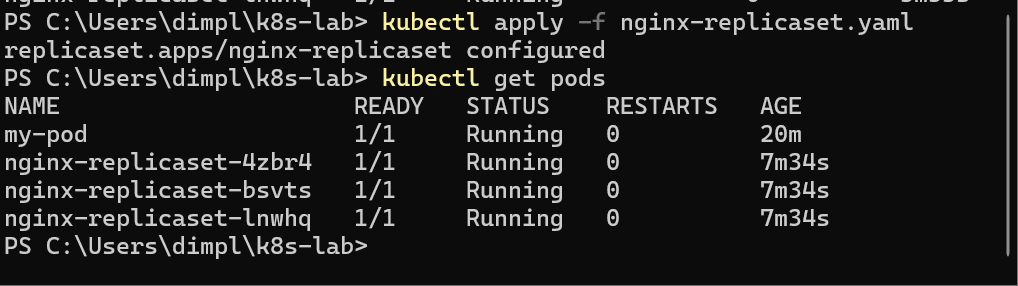 PS C:\Users\dimpl\k8s-lab> kubectl apply -f nginx-replicaset.yaml
replicaset.apps/nginx-replicaset configured
PS C:\Users\dimpl\k8s-lab> kubectl get pods
NAME                     READY   STATUS    RESTARTS   AGE
my-pod                   1/1     Running   0          20m
nginx-replicaset-4zbr4   1/1     Running   0          7m34s
nginx-replicaset-bsvts   1/1     Running   0          7m34s
nginx-replicaset-lnwhq   1/1     Running   0          7m34s
PS C:\Users\dimpl\k8s-lab>